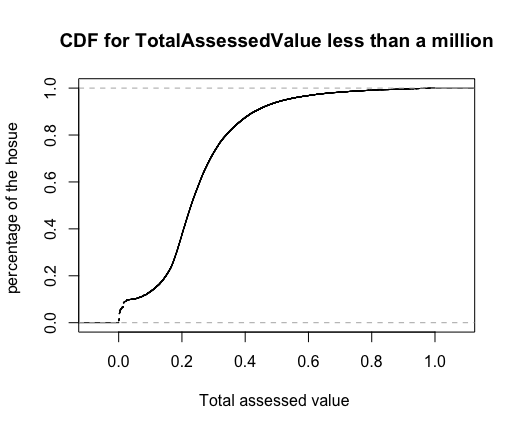 CDF for TotalAssessedValue less than a million
percentage of the hosue
1.0
0.8
0.6
0.4
0.2
0.0
0.0 0.2 0.4 0.6 0.8 1.0
Total assessed value